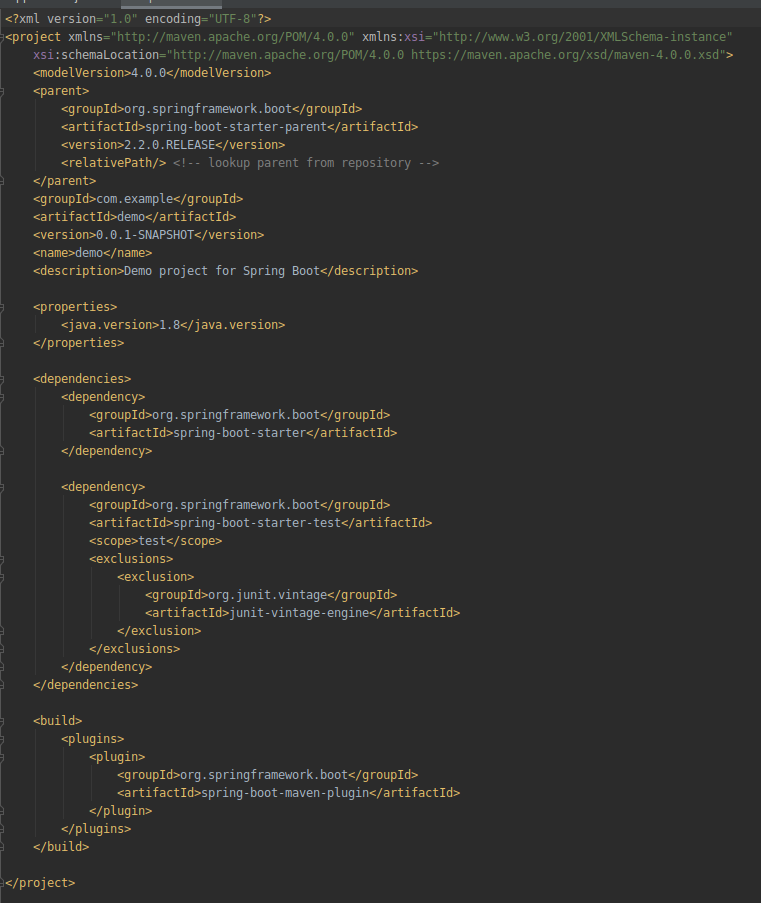 <?xml version="1.0" encoding="UTF-8"?>
<project xmlns="http://maven.apache.org/POM/4.0.0" xmlns:xsi="http://www.w3.org/2001/XMLSchema-instance"
    xsi:schemaLocation="http://maven.apache.org/POM/4.0.0 https://maven.apache.org/xsd/maven-4.0.0.xsd">
    <modelVersion>4.0.0</modelVersion>
    <parent>
        <groupId>org.springframework.boot</groupId>
        <artifactId>spring-boot-starter-parent</artifactId>
        <version>2.2.0.RELEASE</version>
        <relativePath/> <!-- lookup parent from repository -->
    </parent>
    <groupId>com.example</groupId>
    <artifactId>demo</artifactId>
    <version>0.0.1-SNAPSHOT</version>
    <name>demo</name>
    <description>Demo project for Spring Boot</description>

    <properties>
        <java.version>1.8</java.version>
    </properties>

    <dependencies>
        <dependency>
            <groupId>org.springframework.boot</groupId>
            <artifactId>spring-boot-starter</artifactId>
        </dependency>

        <dependency>
            <groupId>org.springframework.boot</groupId>
            <artifactId>spring-boot-starter-test</artifactId>
            <scope>test</scope>
            <exclusions>
                <exclusion>
                    <groupId>org.junit.vintage</groupId>
                    <artifactId>junit-vintage-engine</artifactId>
                </exclusion>
            </exclusions>
        </dependency>
    </dependencies>

    <build>
        <plugins>
            <plugin>
                <groupId>org.springframework.boot</groupId>
                <artifactId>spring-boot-maven-plugin</artifactId>
            </plugin>
        </plugins>
    </build>

</project>